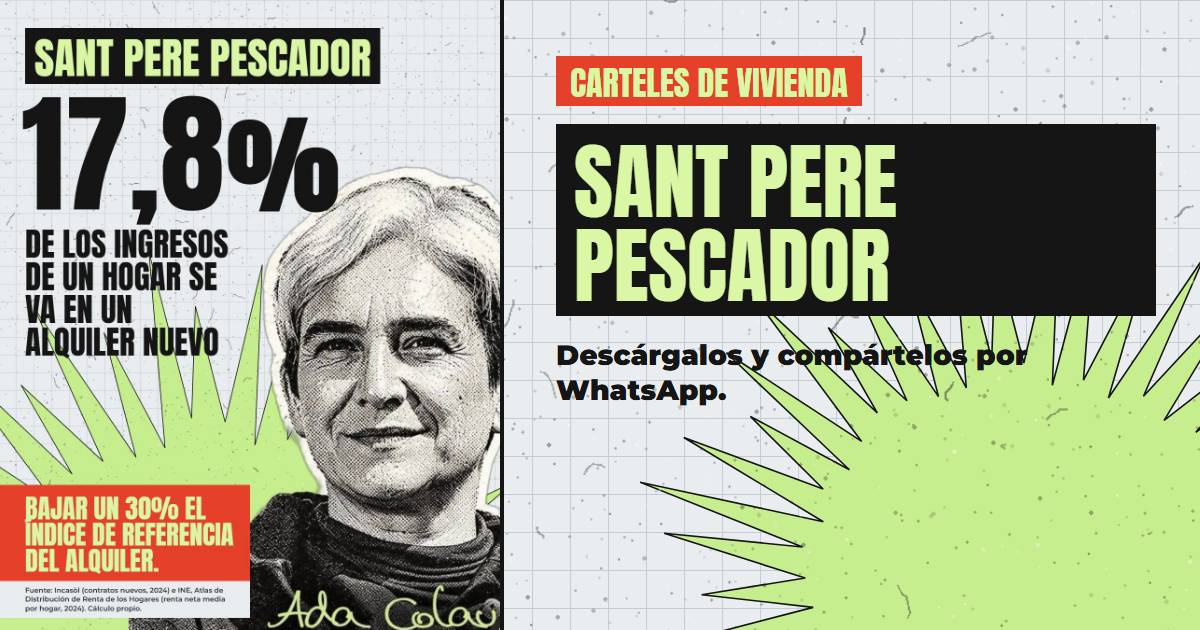 SANT PERE PESCADOR
17,8%
DE LOS INGRESOS
DE UN HOGAR SE
VA EN UN
ALQUILER NUEVO
BAJAR UN 30% EL
ÍNDICE DE REFERENCIA
DEL ALQUILER.
Fuente: Incasòl (contratos nuevos, 2024) e INE, Atlas de
Distribución de Renta de los Hogares (renta neta media
por hogar, 2024). Cálculo propio.
Ada Colau
CARTELES DE VIVIENDA
SANT PERE
PESCADOR
Descárgalos y compártelos por
WhatsApp.